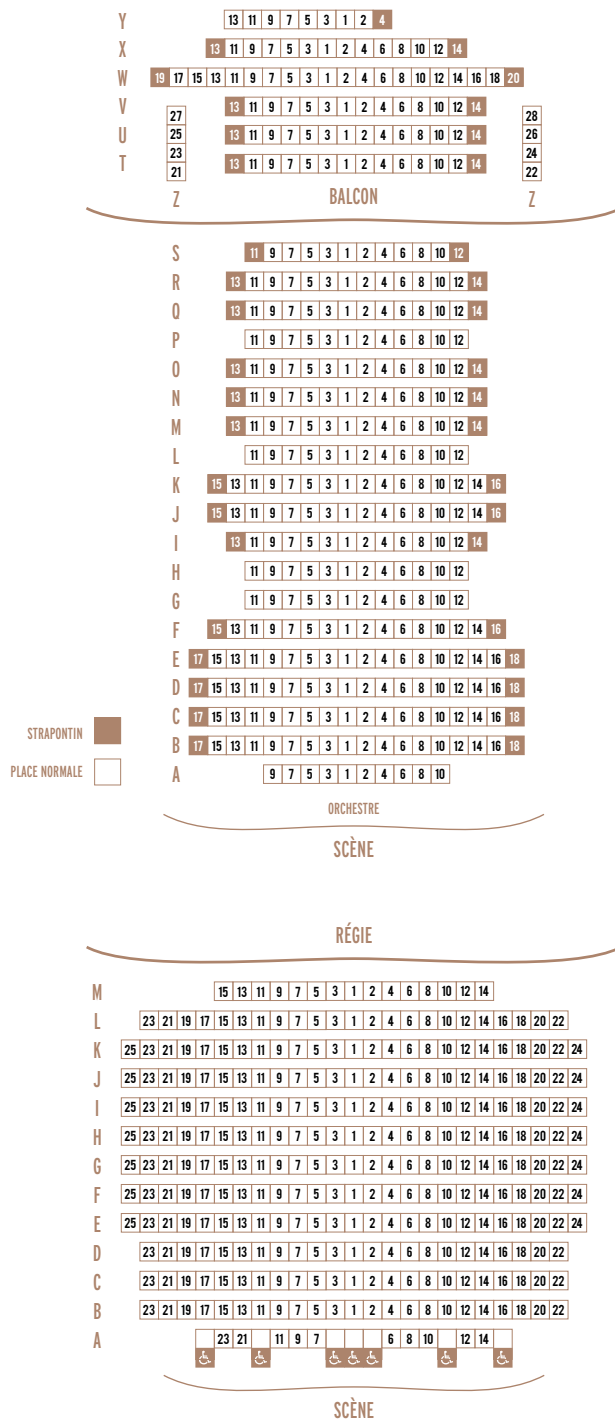 Y 13 11 9 7 5 3 1 2 4
X 13 11 9 7 5 3 1 2 4 6 8 10 12 14
W 19 17 15 13 11 9 7 5 3 1 2 4 6 8 10 12 14 16 18 20
V 13 11 9 7 5 3 1 2 4 6 8 10 12 14
27 28
U 25 13 11 9 7 5 3 1 2 4 6 8 10 12 14 26
23 24
T 21 13 11 9 7 5 3 1 2 4 6 8 10 12 14 22
Z BALCON Z
S 11 9 7 5 3 1 2 4 6 8 10 12
R 13 11 9 7 5 3 1 2 4 6 8 10 12 14
Q 13 11 9 7 5 3 1 2 4 6 8 10 12 14
P 11 9 7 5 3 1 2 4 6 8 10 12
O 13 11 9 7 5 3 1 2 4 6 8 10 12 14
N 13 11 9 7 5 3 1 2 4 6 8 10 12 14
M 13 11 9 7 5 3 1 2 4 6 8 10 12 14
L 11 9 7 5 3 1 2 4 6 8 10 12
K 15 13 11 9 7 5 3 1 2 4 6 8 10 12 14 16
J 15 13 11 9 7 5 3 1 2 4 6 8 10 12 14 16
I 13 11 9 7 5 3 1 2 4 6 8 10 12 14
H 11 9 7 5 3 1 2 4 6 8 10 12
G 11 9 7 5 3 1 2 4 6 8 10 12
F 15 13 11 9 7 5 3 1 2 4 6 8 10 12 14 16
E 17 15 13 11 9 7 5 3 1 2 4 6 8 10 12 14 16 18
D 17 15 13 11 9 7 5 3 1 2 4 6 8 10 12 14 16 18
C 17 15 13 11 9 7 5 3 1 2 4 6 8 10 12 14 16 18
B 17 15 13 11 9 7 5 3 1 2 4 6 8 10 12 14 16 18
A 9 7 5 3 1 2 4 6 8 10
STRAPONTIN
PLACE NORMALE
ORCHESTRE
SCÈNE
RÉGIE
M 15 13 11 9 7 5 3 1 2 4 6 8 10 12 14
L 23 21 19 17 15 13 11 9 7 5 3 1 2 4 6 8 10 12 14 16 18 20 22
K 25 23 21 19 17 15 13 11 9 7 5 3 1 2 4 6 8 10 12 14 16 18 20 22 24
J 25 23 21 19 17 15 13 11 9 7 5 3 1 2 4 6 8 10 12 14 16 18 20 22 24
I 25 23 21 19 17 15 13 11 9 7 5 3 1 2 4 6 8 10 12 14 16 18 20 22 24
H 25 23 21 19 17 15 13 11 9 7 5 3 1 2 4 6 8 10 12 14 16 18 20 22 24
G 25 23 21 19 17 15 13 11 9 7 5 3 1 2 4 6 8 10 12 14 16 18 20 22 24
F 25 23 21 19 17 15 13 11 9 7 5 3 1 2 4 6 8 10 12 14 16 18 20 22 24
E 25 23 21 19 17 15 13 11 9 7 5 3 1 2 4 6 8 10 12 14 16 18 20 22 24
D 23 21 19 17 15 13 11 9 7 5 3 1 2 4 6 8 10 12 14 16 18 20 22
C 23 21 19 17 15 13 11 9 7 5 3 1 2 4 6 8 10 12 14 16 18 20 22
B 23 21 19 17 15 13 11 9 7 5 3 1 2 4 6 8 10 12 14 16 18 20 22
A 23 21 11 9 7 6 8 10 12 14
SCÈNE